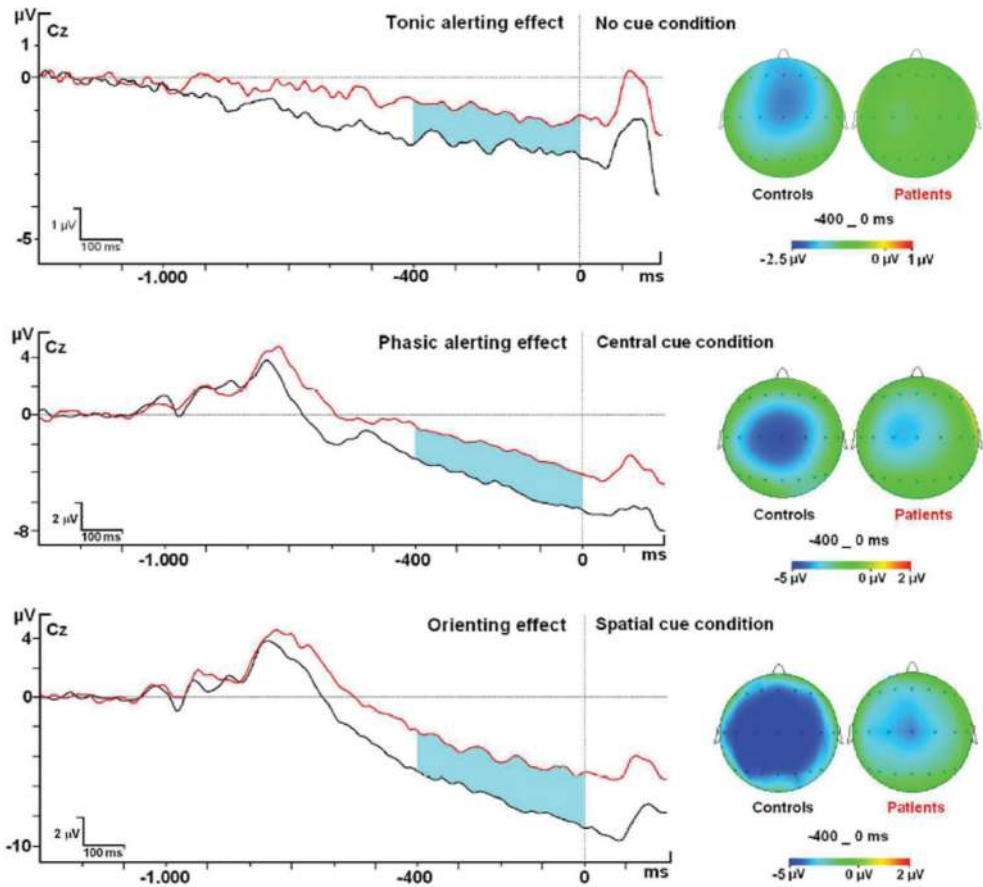 µV
Cz
Tonic alerting effect
No cue condition
1
0
-5
1 µV
100 ms
-1.000
-400
0
ms
Controls
Patients
-400 _ 0 ms
-2.5 µV
0 µV
1 µV
µV
Cz
Phasic alerting effect
Central cue condition
4
0
-8
2 µV
100 ms
-1.000
-400
0
ms
Controls
Patients
-400 _ 0 ms
-5 µV
0 µV
2 µV
µV
Cz
Orienting effect
Spatial cue condition
4
0
-10
2 µV
100 ms
-1.000
-400
0
ms
Controls
Patients
-400 _ 0 ms
-5 µV
0 µV
2 µV